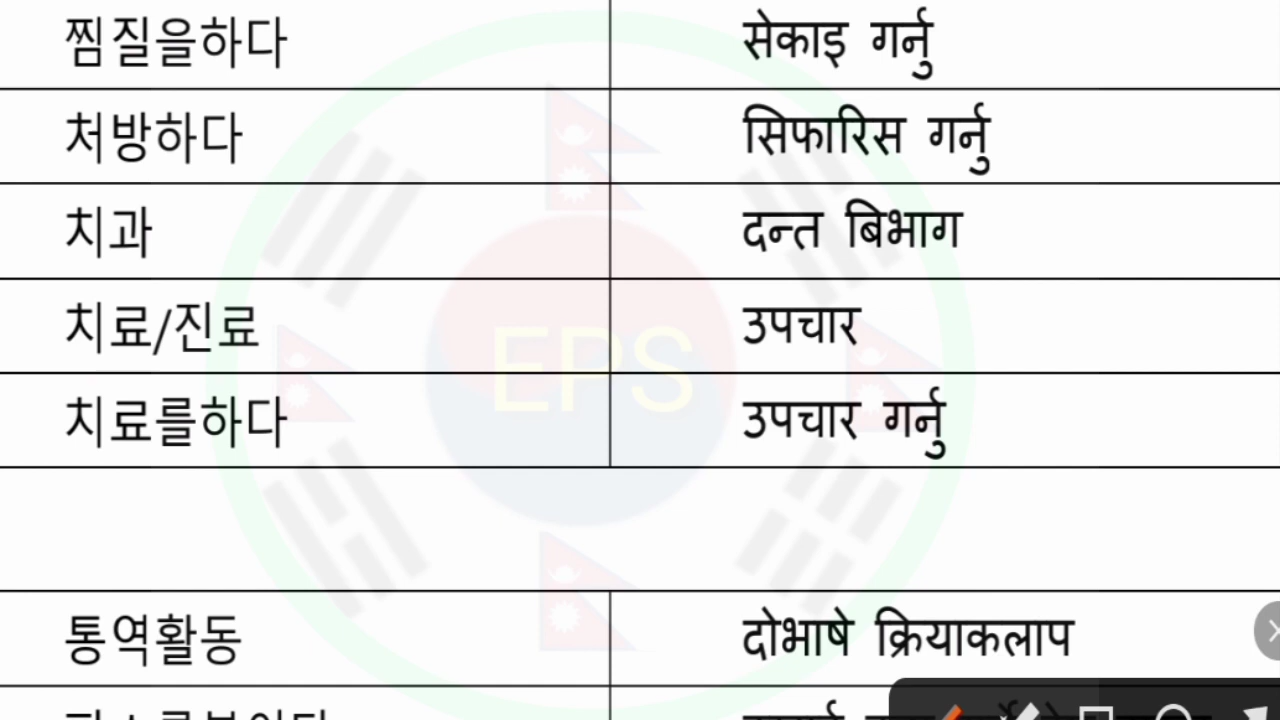 찜질을하다 सेकाइ गर्नु
처방하다 सिफारिस गर्नु
치과 दन्त बिभाग
치료/진료 उपचार
EPS
치료를하다 उपचार गर्नु
통역활동 दोभाषे क्रियाकलाप